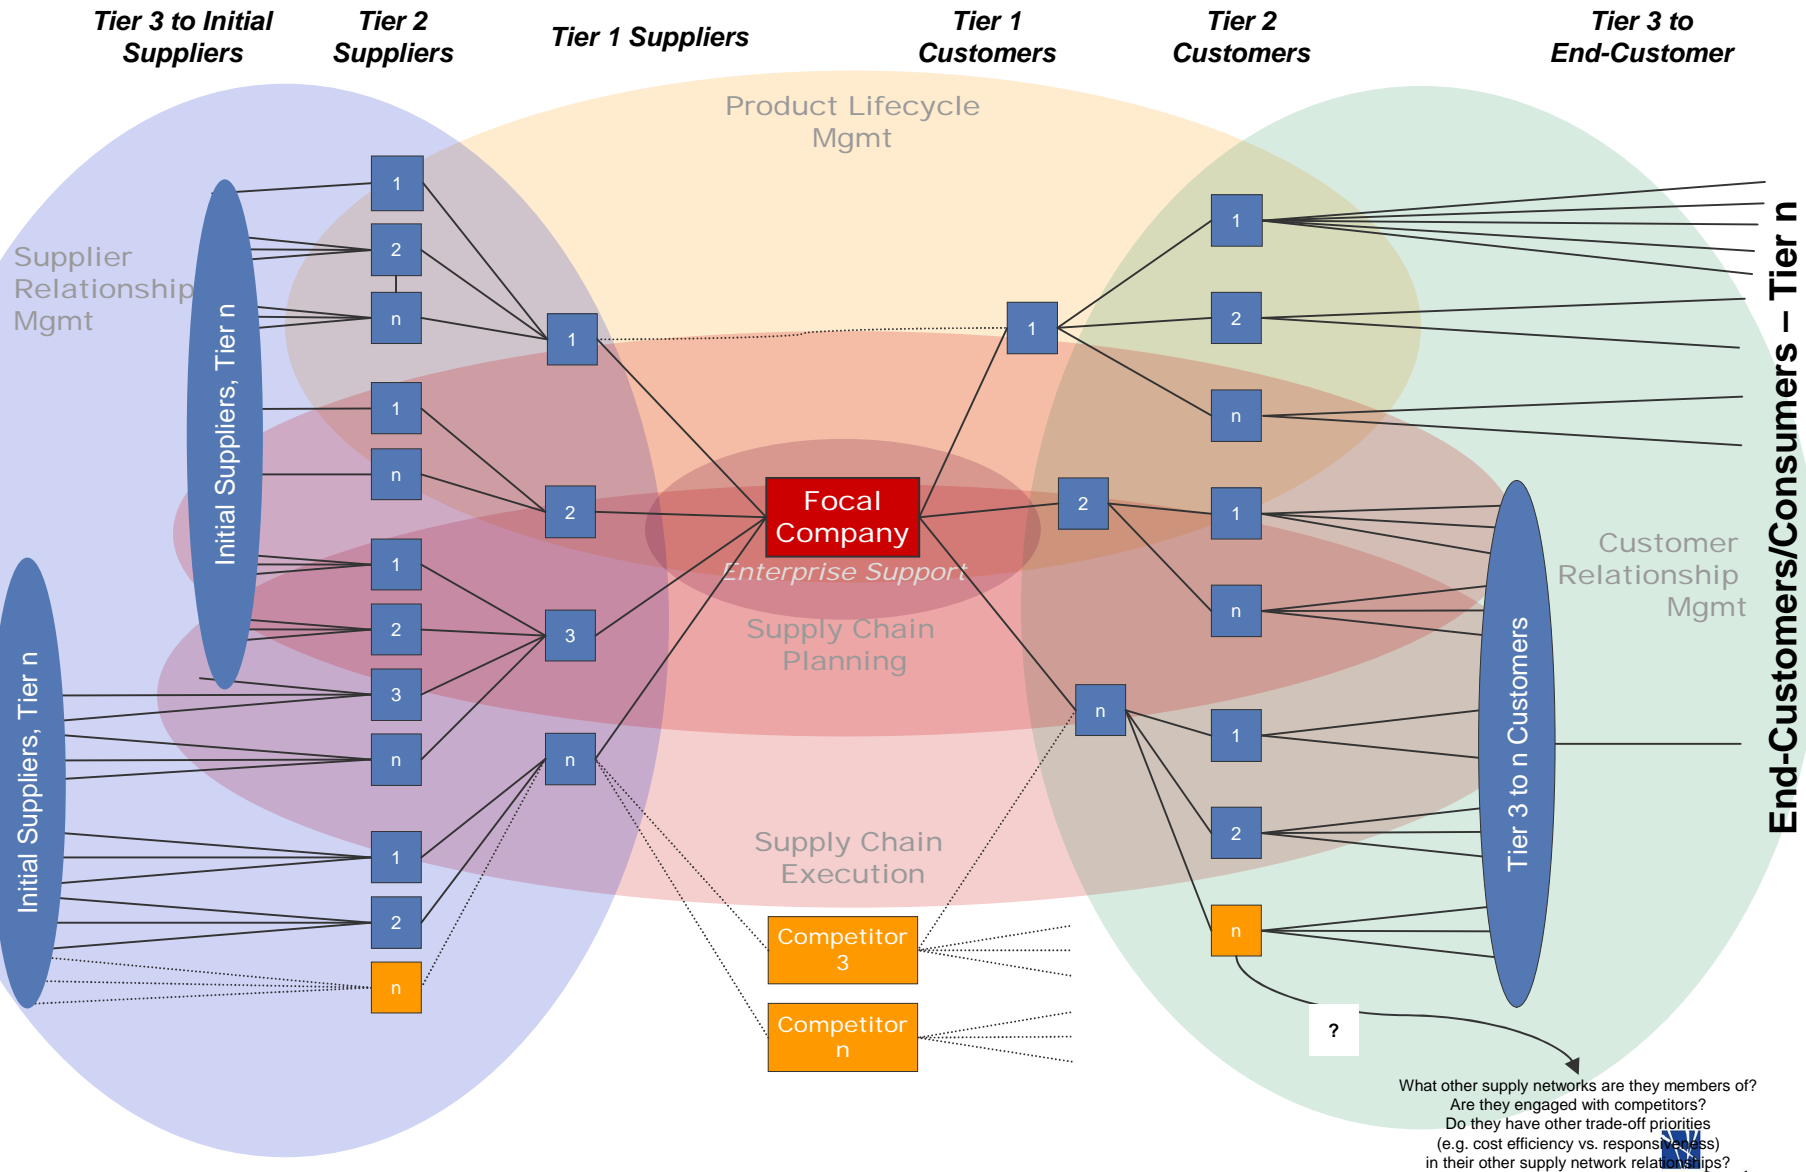 Tier 3 to Initial
Suppliers
Tier 2
Suppliers
Tier 1 Suppliers
Tier 1
Customers
Tier 2
Customers
Tier 3 to
End-Customer
Product Lifecycle
Mgmt
Supplier
Relationship
Mgmt
Initial Suppliers, Tier n
Initial Suppliers, Tier n
1
2
n
1
n
1
2
3
n
1
2
n
1
2
3
n
Focal
Company
Enterprise Support
Supply Chain
Planning
Supply Chain
Execution
Competitor
3
Competitor
n
1
2
n
1
2
n
1
n
1
2
n
Customer
Relationship
Mgmt
Tier 3 to n Customers
End-Customers/Consumers – Tier n
?
What other supply networks are they members of?
Are they engaged with competitors?
Do they have other trade-off priorities
(e.g. cost efficiency vs. responsiveness)
in their other supply network relationships?